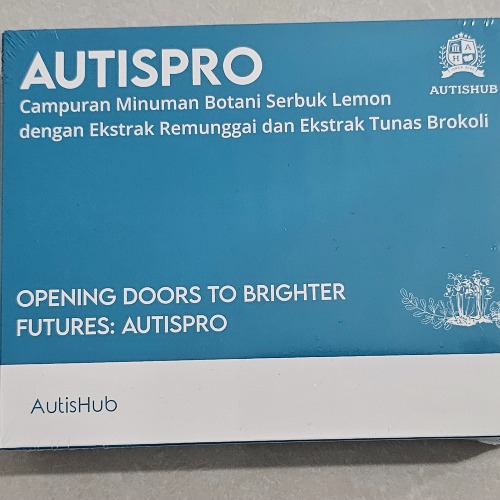 AUTISPRO
Campuran Minuman Botani Serbuk Lemon
dengan Ekstrak Remunggai dan Ekstrak Tunas Brokoli
AUTISHUB
OPENING DOORS TO BRIGHTER
FUTURES: AUTISPRO
AutisHub